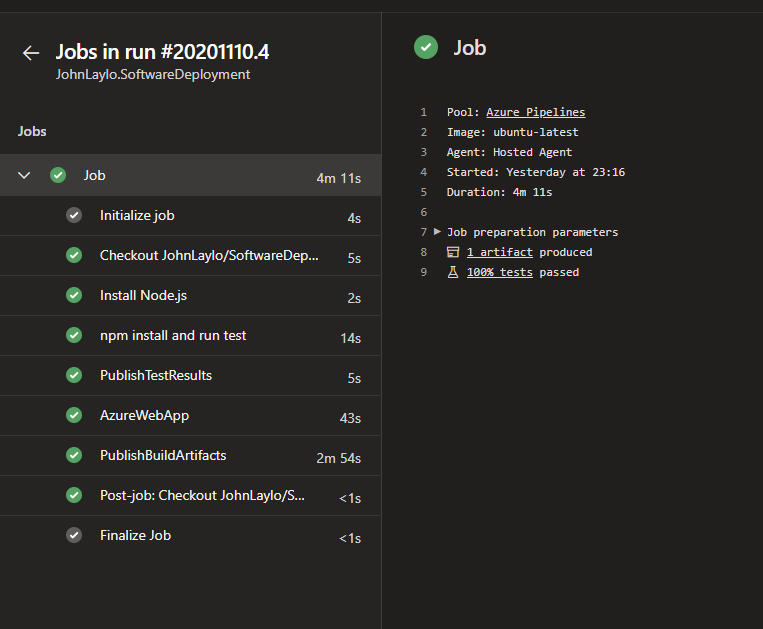 Jobs in run #20201110.4
JohnLaylo.SoftwareDeployment
Jobs
Job 4m 11s
Initialize job 4s
Checkout JohnLaylo/SoftwareDep... 5s
Install Node.js 2s
npm install and run test 14s
PublishTestResults 5s
AzureWebApp 43s
PublishBuildArtifacts 2m 54s
Post-job: Checkout JohnLaylo/S... <1s
Finalize Job <1s
Job
1 Pool: Azure Pipelines
2 Image: ubuntu-latest
3 Agent: Hosted Agent
4 Started: Yesterday at 23:16
5 Duration: 4m 11s
6
7 Job preparation parameters
8 1 artifact produced
9 100% tests passed